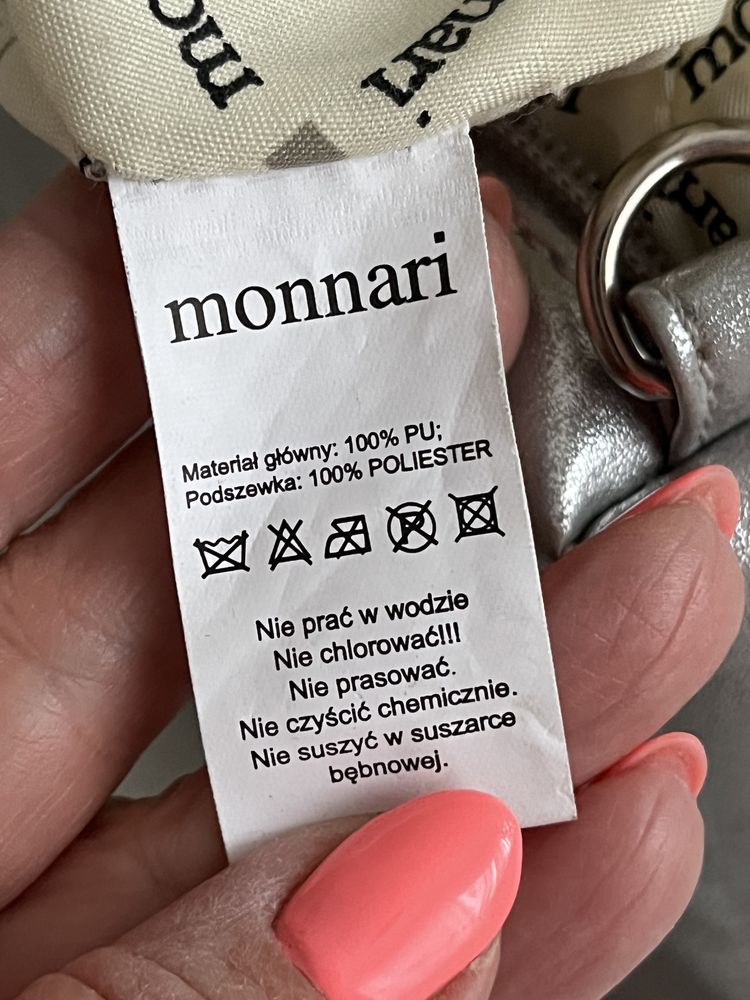 monnari
Materiał główny: 100% PU;
Podszewka: 100% POLIESTER
Nie prać w wodzie
Nie chlorować!!!
Nie prasować.
Nie czyścić chemicznie.
Nie suszyć w suszarce
bębnowej.